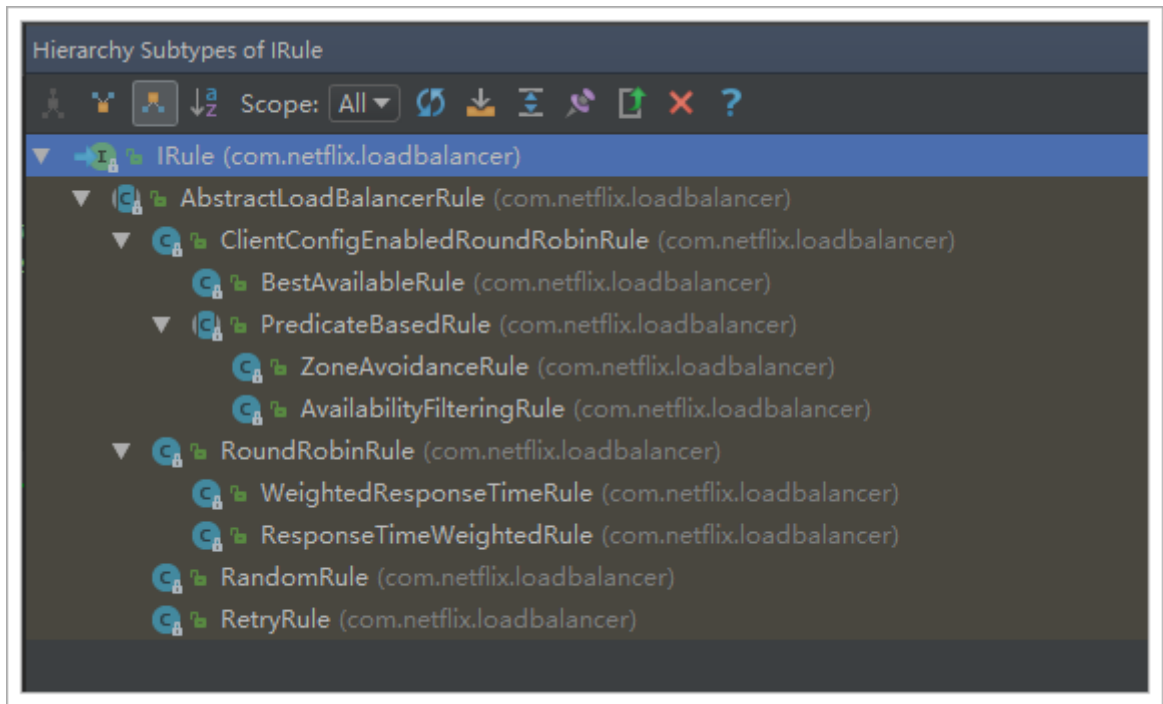 Hierarchy Subtypes of IRule
Scope: All
IRule (com.netflix.loadbalancer)
AbstractLoadBalancerRule (com.netflix.loadbalancer)
ClientConfigEnabledRoundRobinRule (com.netflix.loadbalancer)
BestAvailableRule (com.netflix.loadbalancer)
PredicateBasedRule (com.netflix.loadbalancer)
ZoneAvoidanceRule (com.netflix.loadbalancer)
AvailabilityFilteringRule (com.netflix.loadbalancer)
RoundRobinRule (com.netflix.loadbalancer)
WeightedResponseTimeRule (com.netflix.loadbalancer)
ResponseTimeWeightedRule (com.netflix.loadbalancer)
RandomRule (com.netflix.loadbalancer)
RetryRule (com.netflix.loadbalancer)